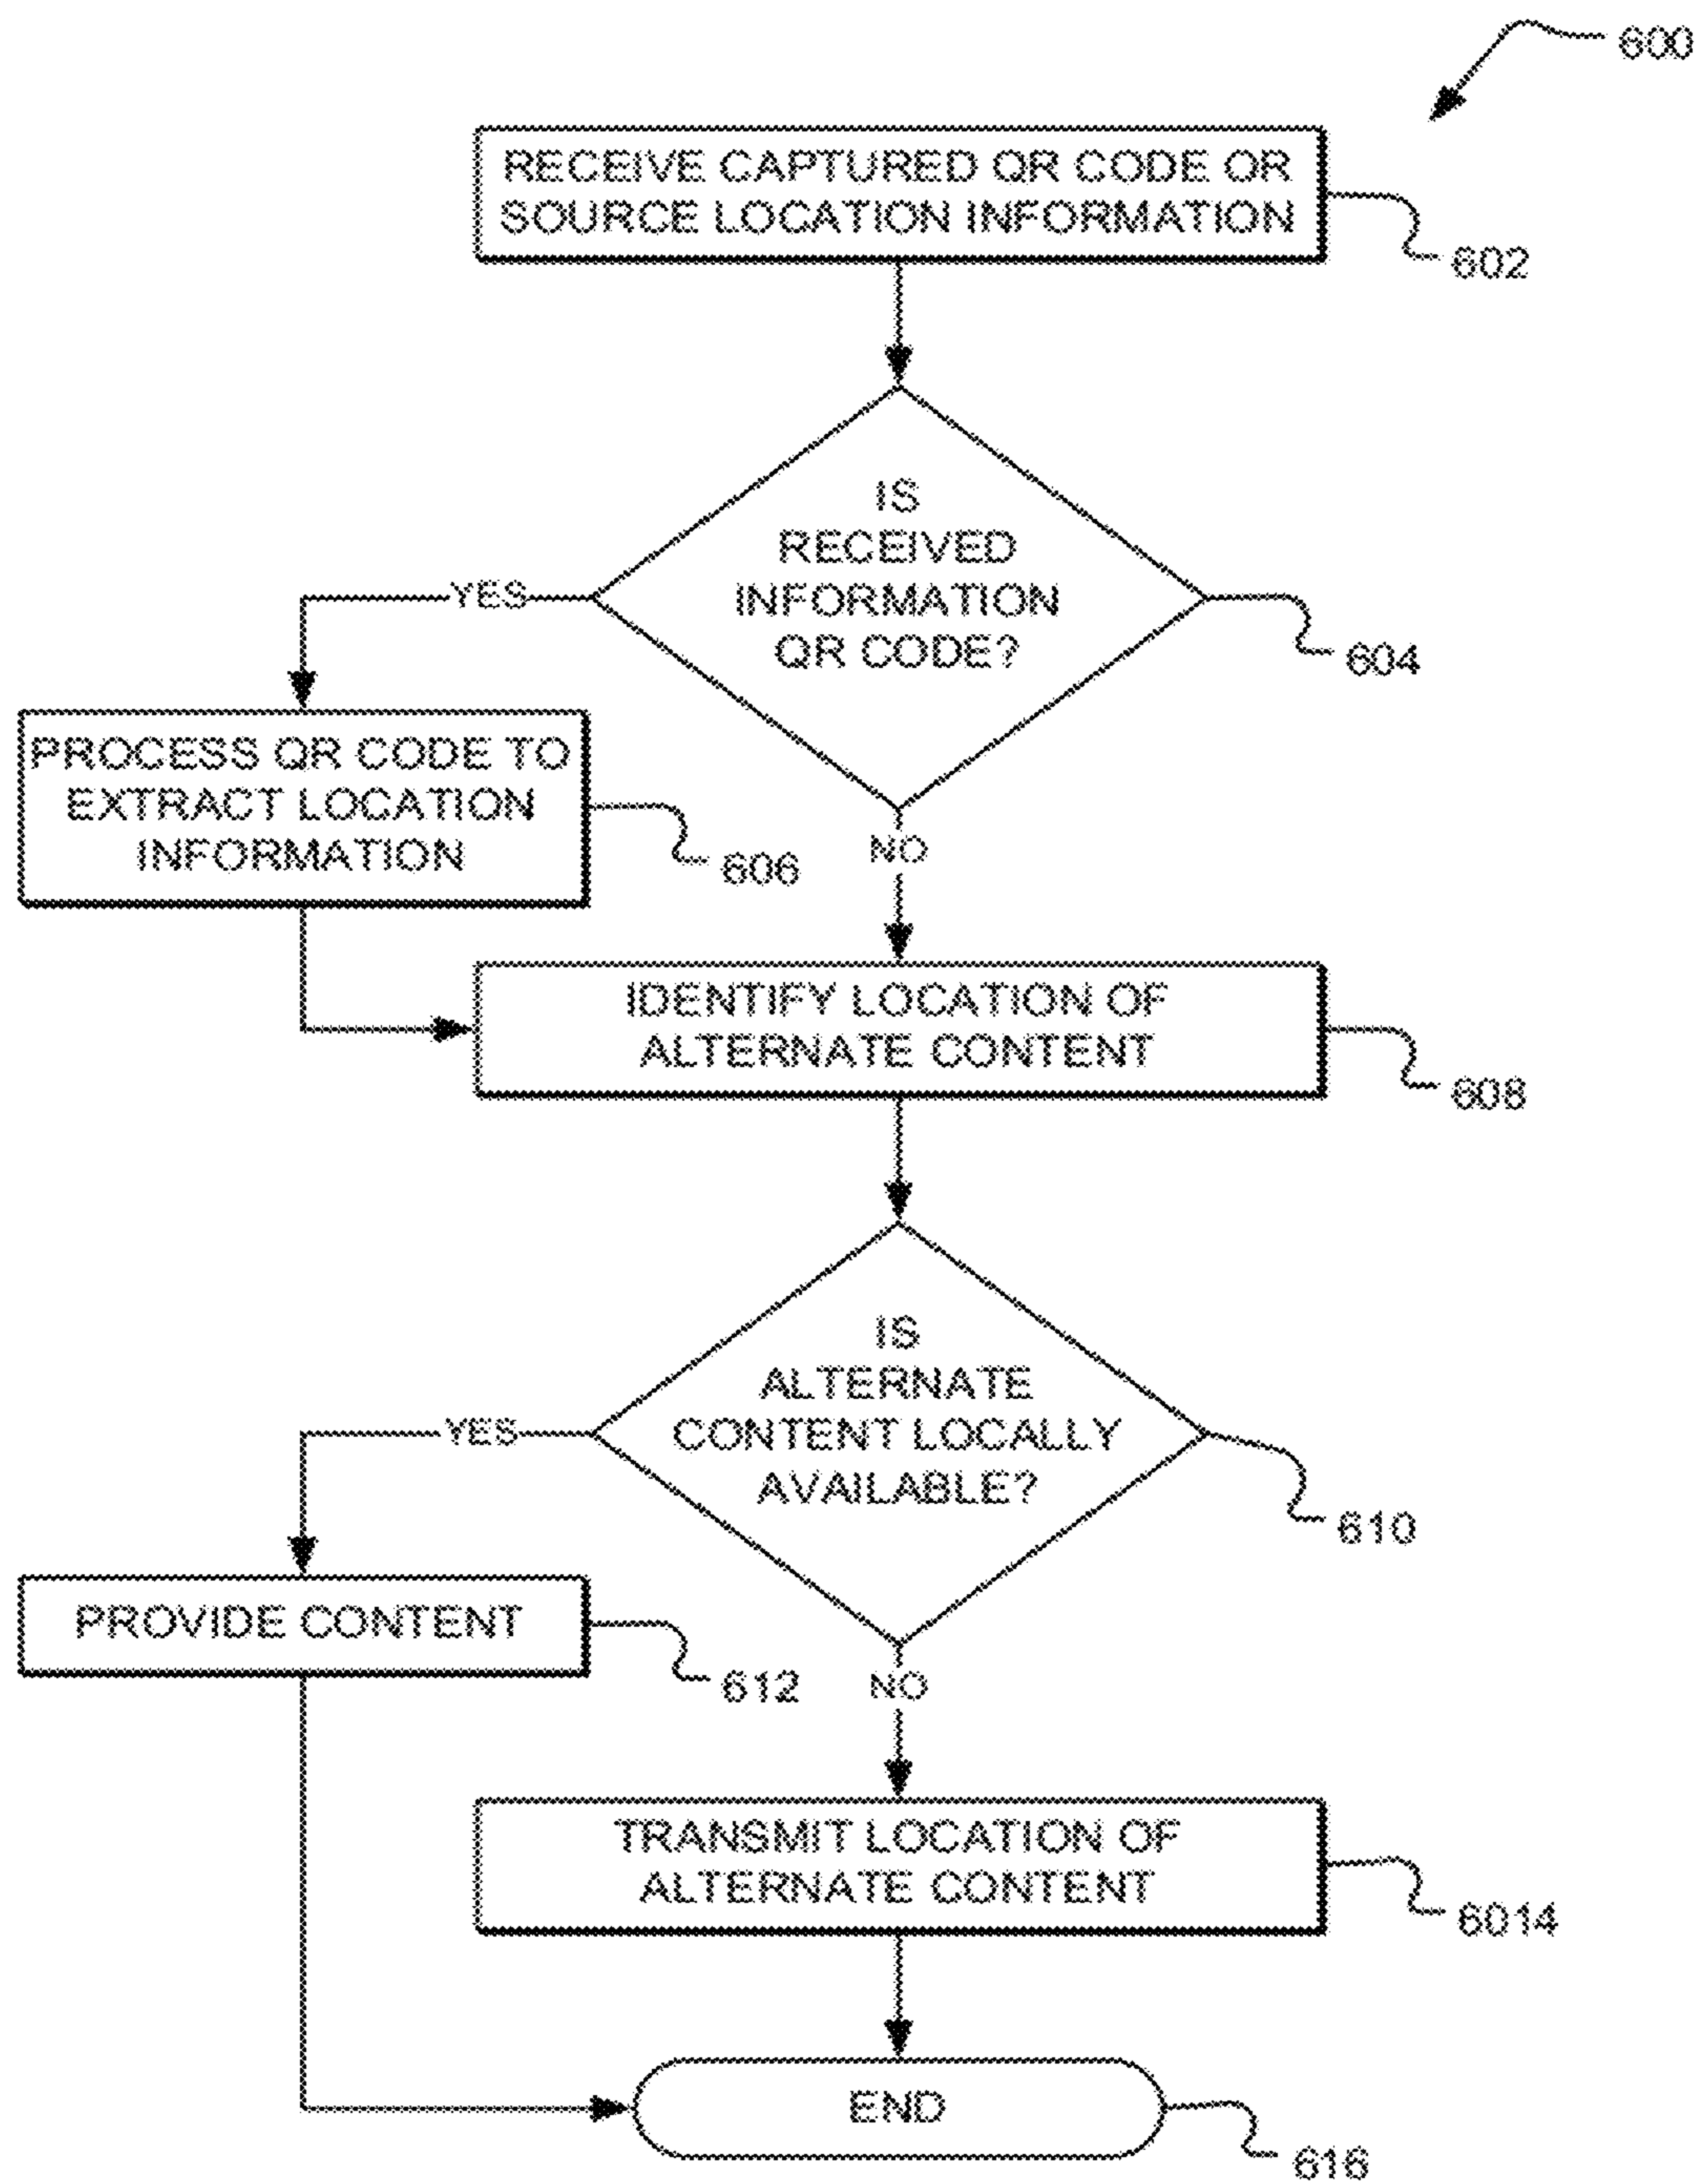 600
RECEIVE CAPTURED QR CODE OR
SOURCE LOCATION INFORMATION
602
IS
RECEIVED
INFORMATION
QR CODE?
604
YES
PROCESS QR CODE TO
EXTRACT LOCATION
INFORMATION
606
NO
IDENTIFY LOCATION OF
ALTERNATE CONTENT
608
IS
ALTERNATE
CONTENT LOCALLY
AVAILABLE?
610
YES
PROVIDE CONTENT
612
NO
TRANSMIT LOCATION OF
ALTERNATE CONTENT
6014
END
616